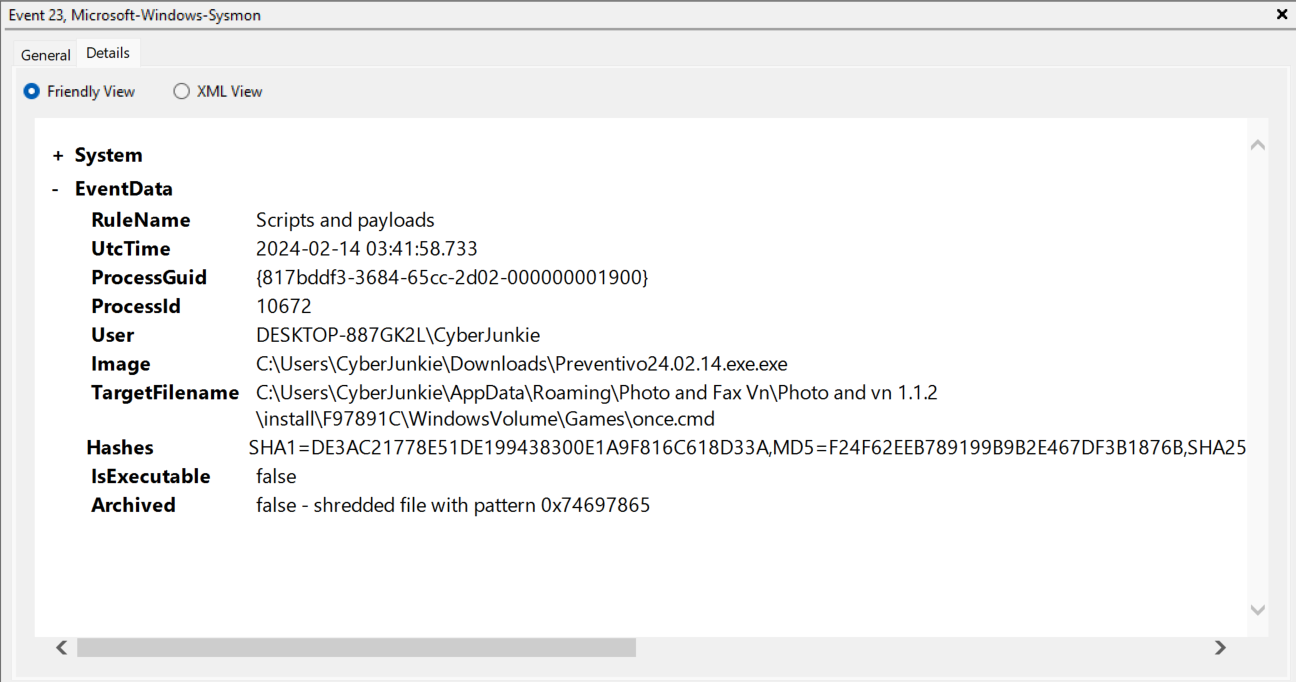 Event 23, Microsoft-Windows-Sysmon
General Details
Friendly View XML View
+ System
- EventData
RuleName Scripts and payloads
UtcTime 2024-02-14 03:41:58.733
ProcessGuid {817bddf3-3684-65cc-2d02-000000001900}
ProcessId 10672
User DESKTOP-887GK2L\CyberJunkie
Image C:\Users\CyberJunkie\Downloads\Preventivo24.02.14.exe.exe
TargetFilename C:\Users\CyberJunkie\AppData\Roaming\Photo and Fax Vn\Photo and vn 1.1.2
\install\F97891C\WindowsVolume\Games\once.cmd
Hashes SHA1=DE3AC21778E51DE199438300E1A9F816C618D33A,MD5=F24F62EEB789199B9B2E467DF3B1876B,SHA25
IsExecutable false
Archived false - shredded file with pattern 0x74697865